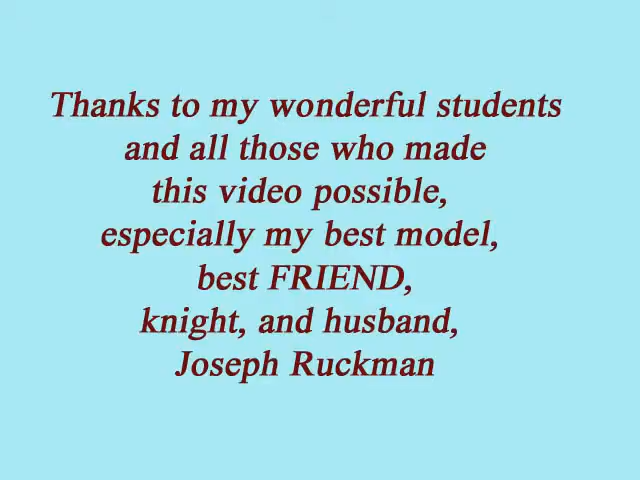 Thanks to my wonderful students
and all those who made
this video possible,
especially my best model,
best FRIEND,
knight, and husband,
Joseph Ruckman